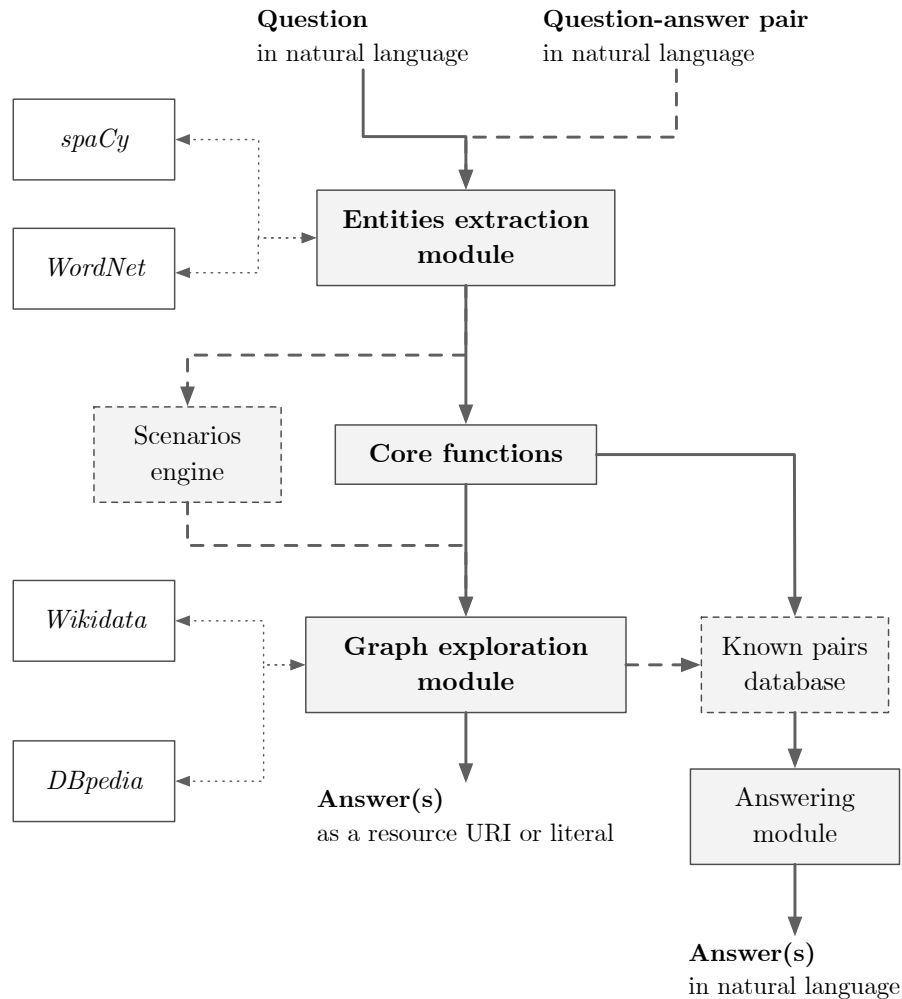 Question
in natural language
Question-answer pair
in natural language
spaCy
Entities extraction
module
WordNet
Scenarios
engine
Core functions
Wikidata
Graph exploration
module
Known pairs
database
DBpedia
Answer(s)
as a resource URI or literal
Answering
module
Answer(s)
in natural language